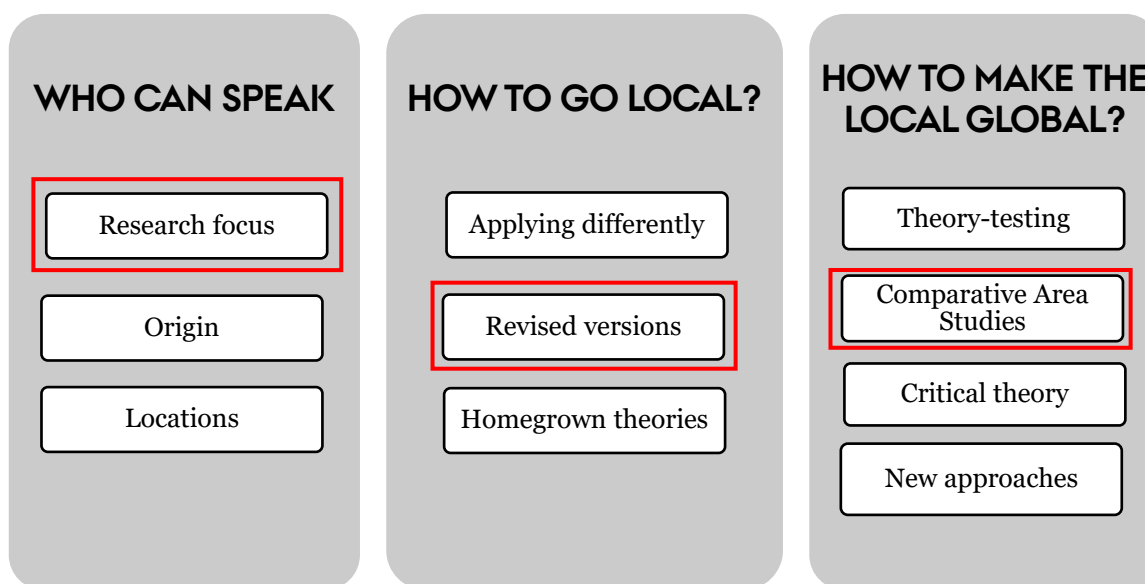 WHO CAN SPEAK
Research focus
Origin
Locations
HOW TO GO LOCAL?
Applying differently
Revised versions
Homegrown theories
HOW TO MAKE THE
LOCAL GLOBAL?
Theory-testing
Comparative Area
Studies
Critical theory
New approaches